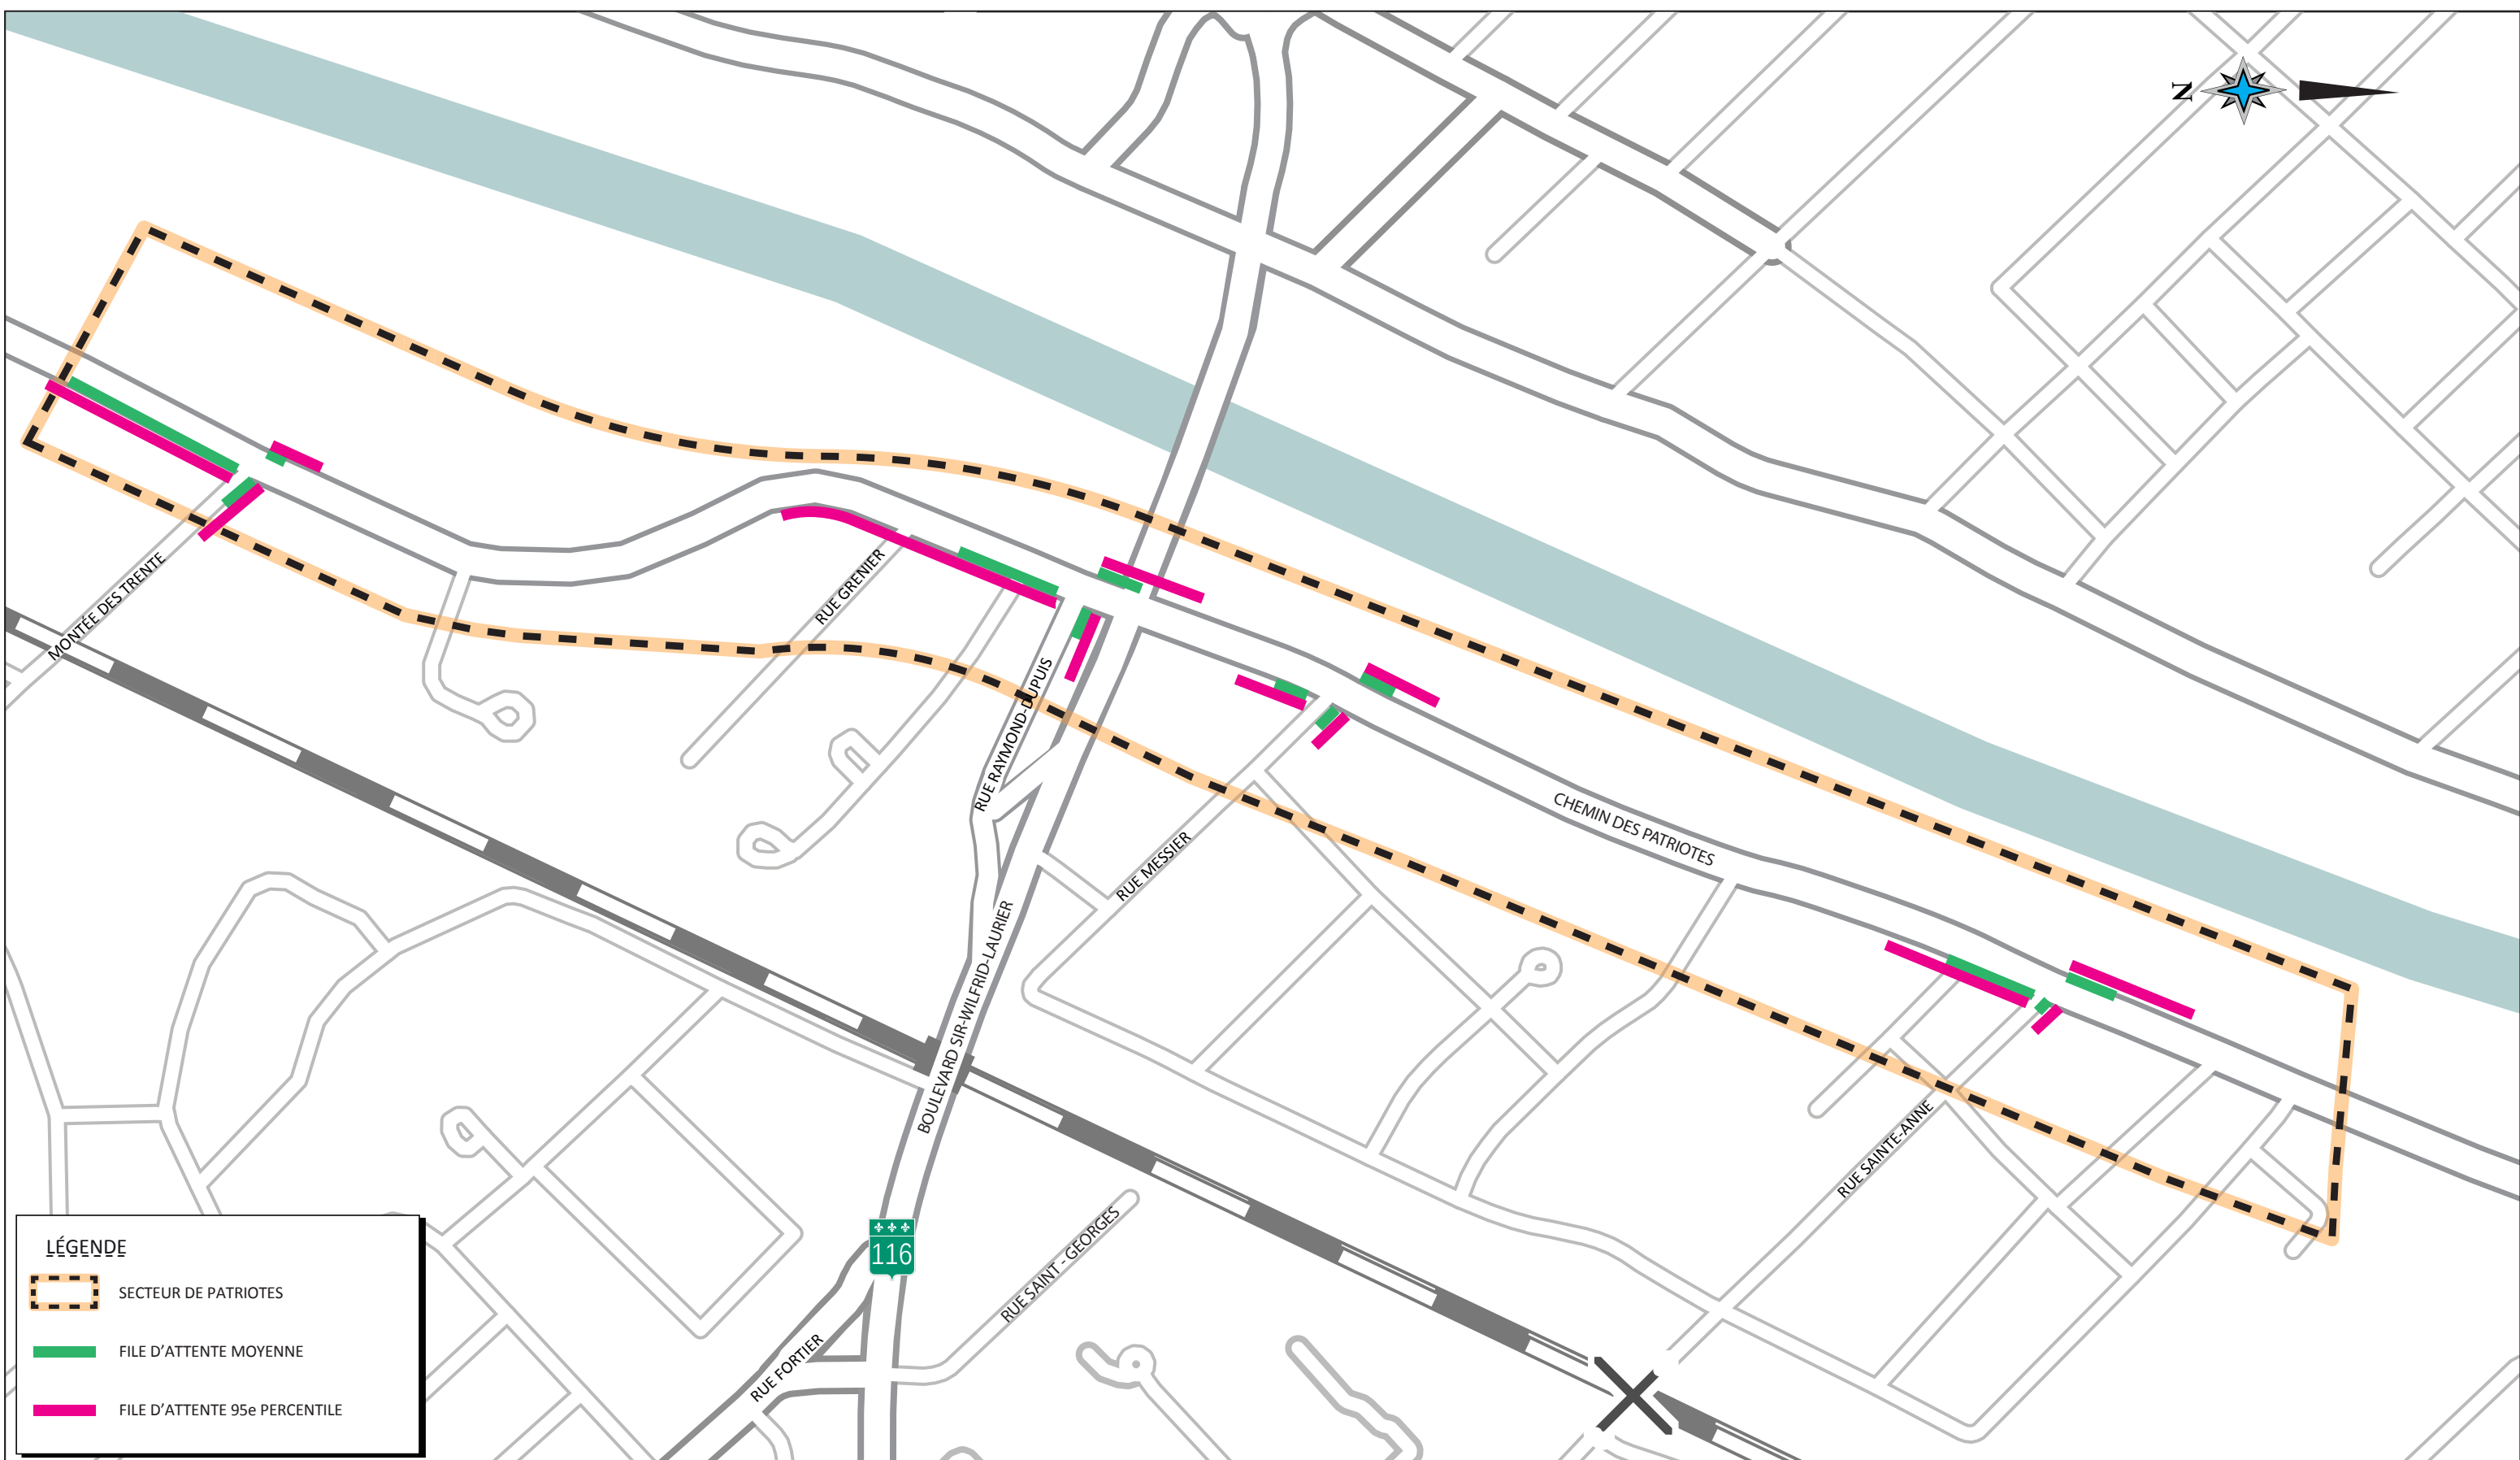 N
MONTÉE DES TRENTE
RUE GRENIER
RUE RAYMOND-DUPUIS
CHEMIN DES PATRIOTES
RUE MESSIER
BOULEVARD SIR-WILFRID-LAURIER
RUE SAINTE-ANNE
116
RUE SAINT - GEORGES
RUE FORTIER
LÉGENDE
SECTEUR DE PATRIOTES
FILE D'ATTENTE MOYENNE
FILE D'ATTENTE 95e PERCENTILE